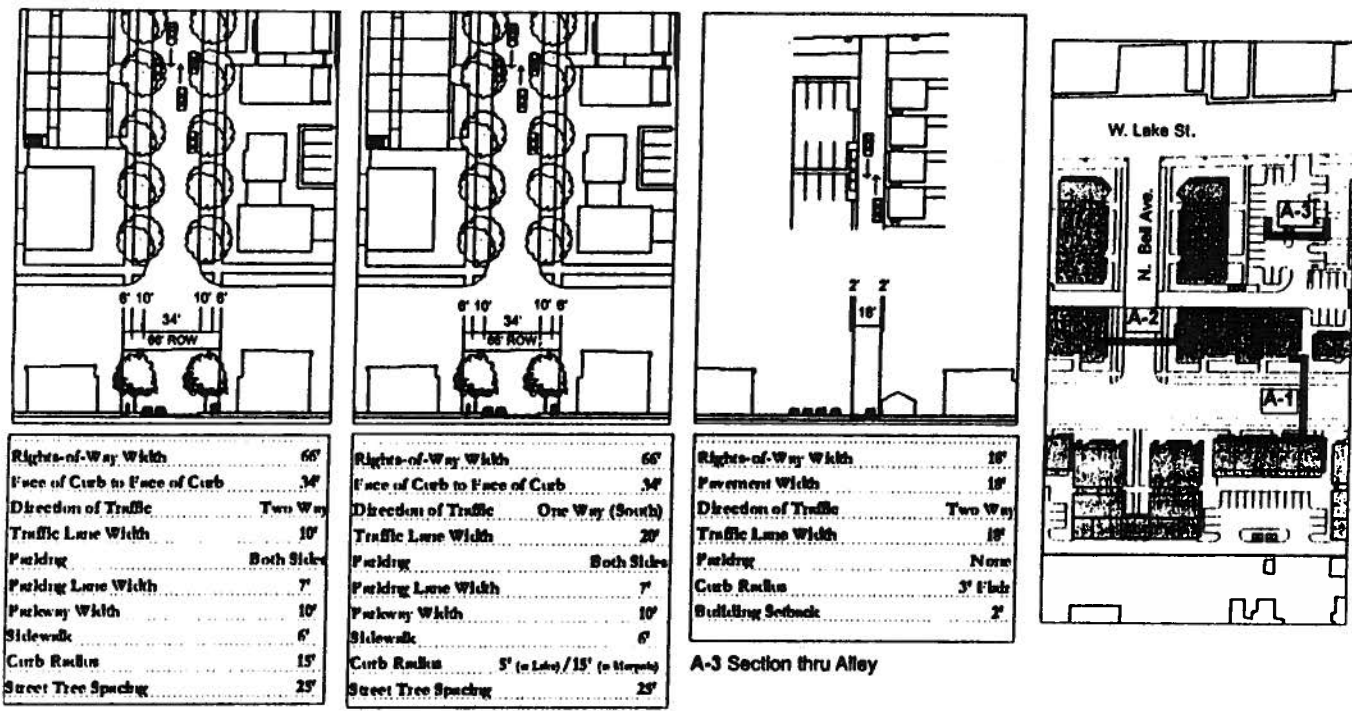 6' 10' 10' 6'
34'
66' ROW
Rights-of-Way Width 66'
Face of Curb to Face of Curb 34'
Direction of Traffic Two Way
Traffic Lane Width 10'
Parking Both Sides
Parking Lane Width 7'
Parkway Width 10'
Sidewalk 6'
Curb Radius 15'
Street Tree Spacing 25'
6' 10' 10' 6'
34'
66' ROW
Rights-of-Way Width 66'
Face of Curb to Face of Curb 34'
Direction of Traffic One Way (South)
Traffic Lane Width 20'
Parking Both Sides
Parking Lane Width 7'
Parkway Width 10'
Sidewalk 6'
Curb Radius 5' (at Lake) / 15' (at Maypole)
Street Tree Spacing 25'
2' 2'
18'
Rights-of-Way Width 18'
Pavement Width 18'
Direction of Traffic Two Way
Traffic Lane Width 18'
Parking None
Curb Radius 3' Flair
Building Setback 2'
A-3 Section thru Alley
W. Lake St.
N. Bell Ave.
A-3
A-2
A-1